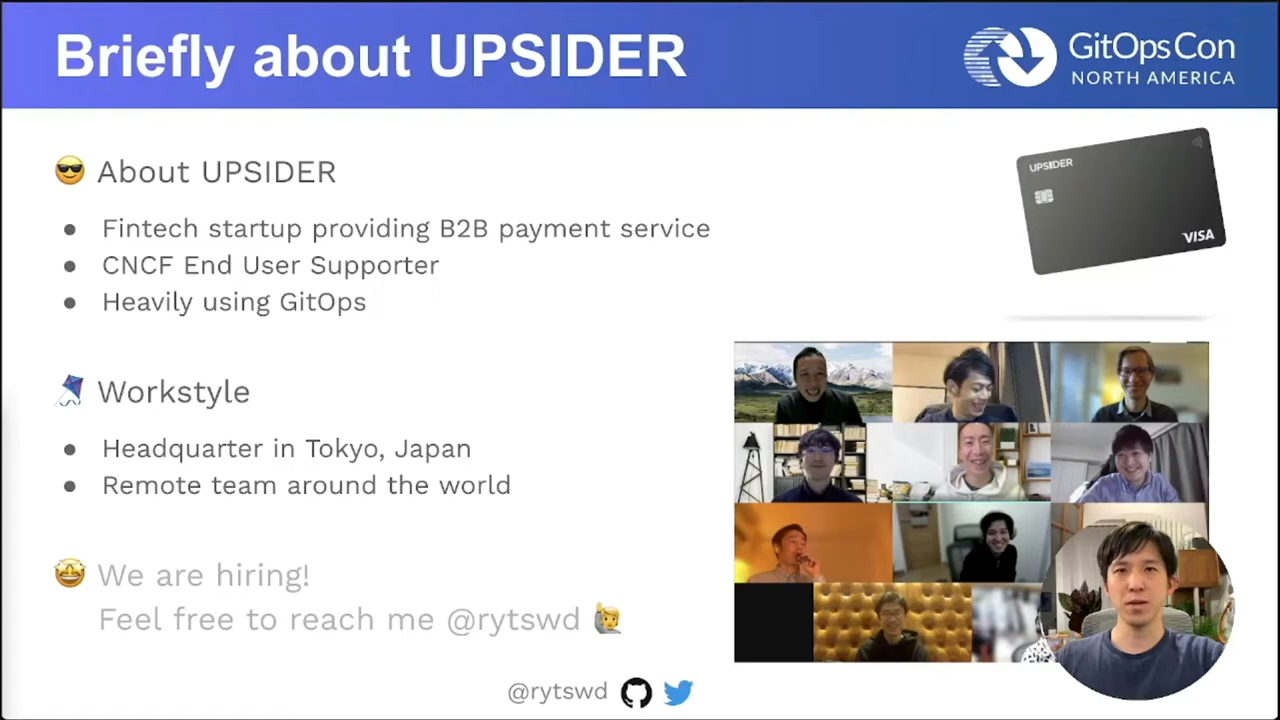 Briefly about UPSIDER
GitOpsCon
NORTH AMERICA
About UPSIDER
Fintech startup providing B2B payment service
CNCF End User Supporter
Heavily using GitOps
UPSIDER
VISA
Workstyle
Headquarter in Tokyo, Japan
Remote team around the world
We are hiring!
Feel free to reach me @rytswd
@rytswd